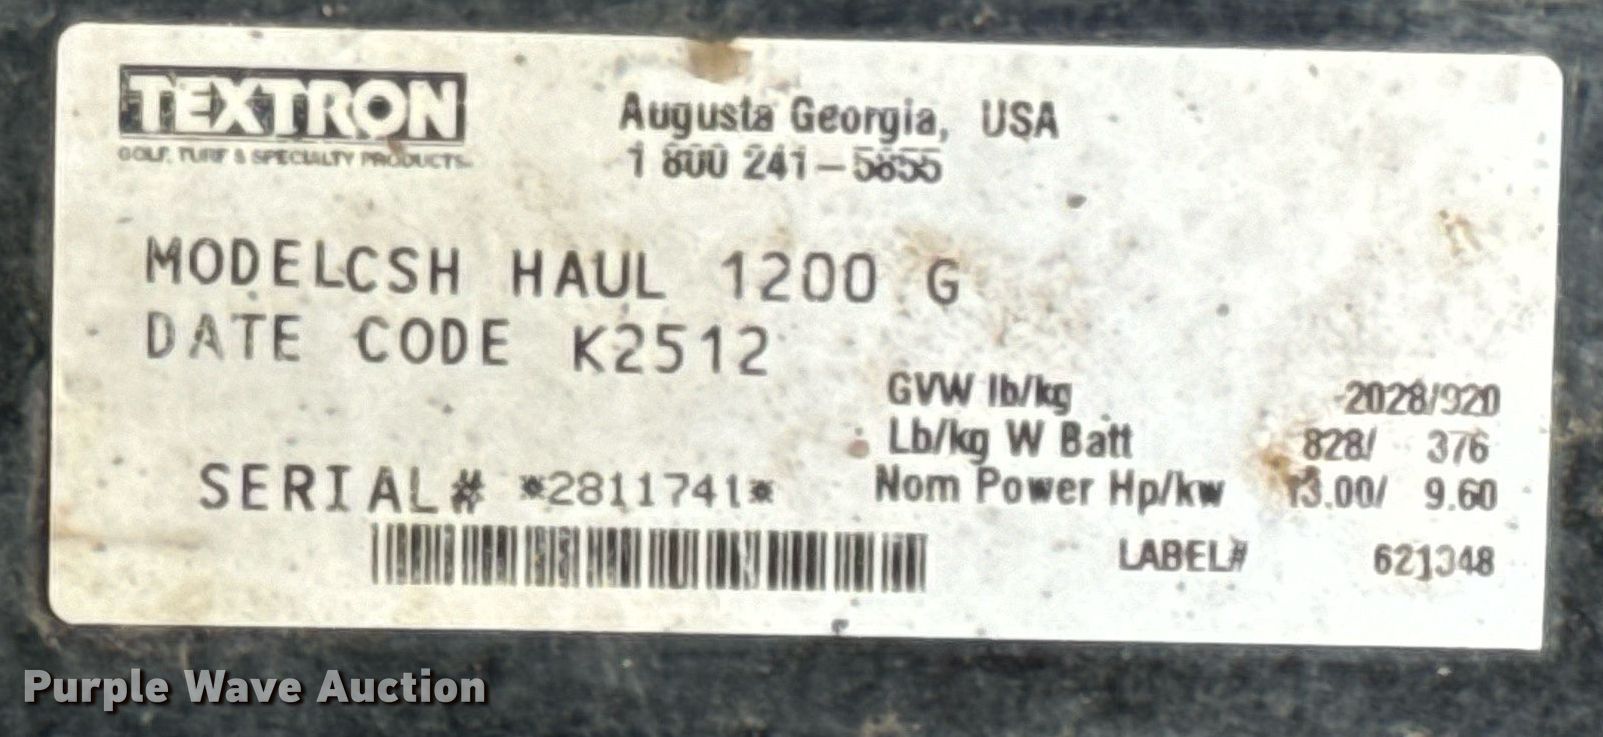 TEXTRON
GOLF, TURF & SPECIALTY PRODUCTS
Augusta Georgia, USA
1 800 241-5855
MODELCSH HAUL 1200 G
DATE CODE K2512
GVW lb/kg 2028/920
Lb/kg W Batt 828/ 376
Nom Power Hp/kw 13.00/ 9.60
SERIAL# *2811741*
LABEL# 621348
Purple Wave Auction